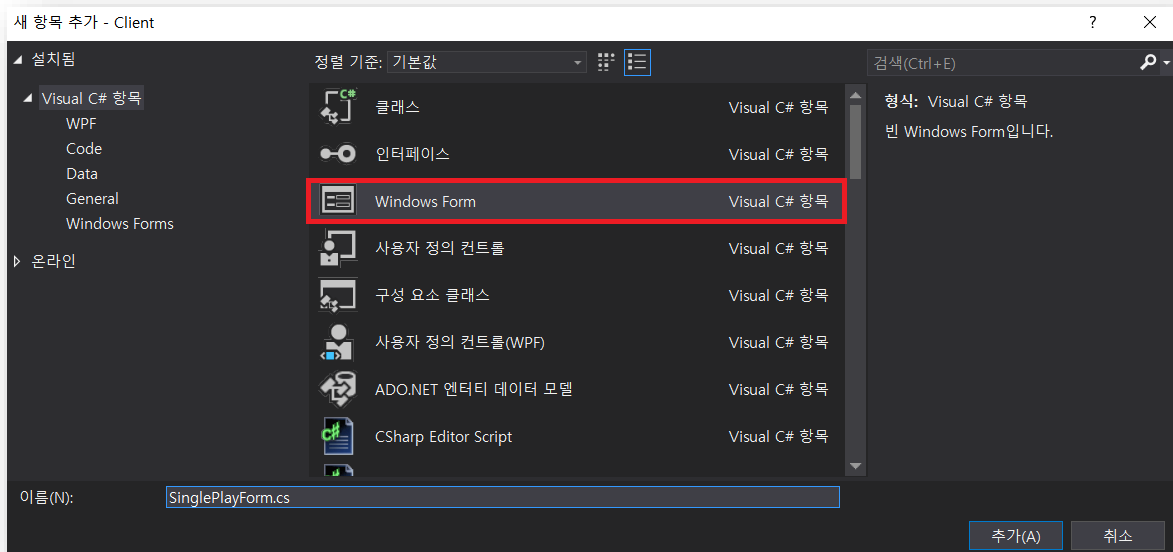 새 항목 추가 - Client
?
설치됨
Visual C# 항목
WPF
Code
Data
General
Windows Forms
온라인
정렬 기준: 기본값
클래스 Visual C# 항목
인터페이스 Visual C# 항목
Windows Form Visual C# 항목
사용자 정의 컨트롤 Visual C# 항목
구성 요소 클래스 Visual C# 항목
사용자 정의 컨트롤(WPF) Visual C# 항목
ADO.NET 엔터티 데이터 모델 Visual C# 항목
CSharp Editor Script Visual C# 항목
검색(Ctrl+E)
형식: Visual C# 항목
빈 Windows Form입니다.
이름(N): SinglePlayForm.cs
추가(A) 취소